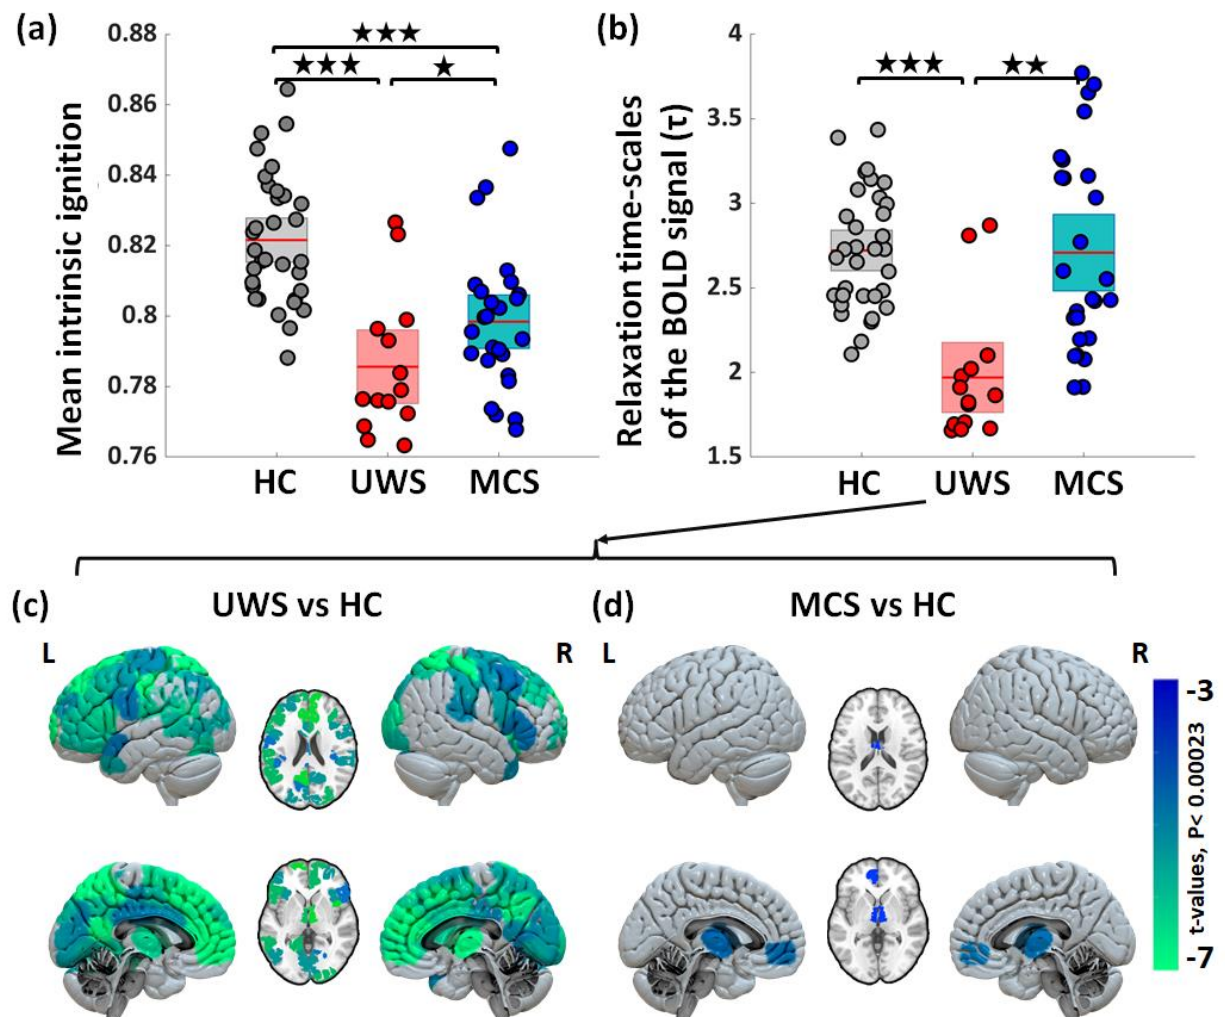 (a)
0.88
0.86
0.84
0.82
0.8
0.78
0.76
Mean intrinsic ignition
★★★
★★★
★
HC
UWS
MCS
(b)
4
3.5
3
2.5
2
1.5
Relaxation time-scales
of the BOLD signal (τ)
★★★
★★
HC
UWS
MCS
(c)
UWS vs HC
L
R
(d)
MCS vs HC
L
R
-3
-7
t-values, P< 0.00023